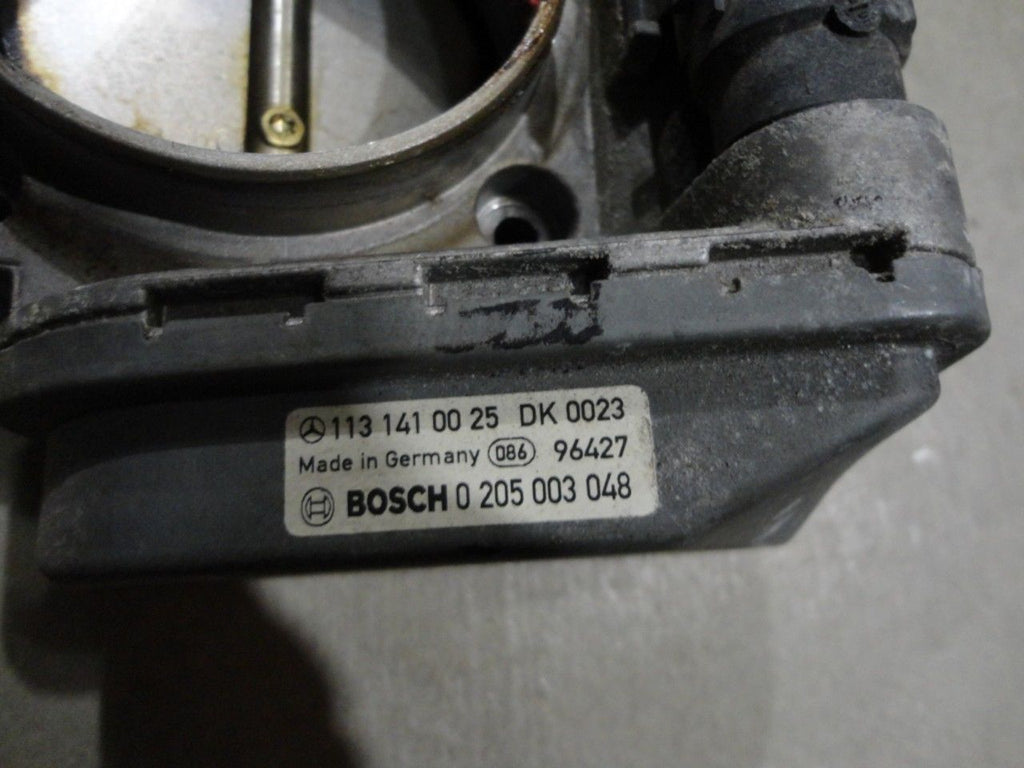 113 141 00 25 DK 0023
Made in Germany 086 96427
BOSCH 0 205 003 048